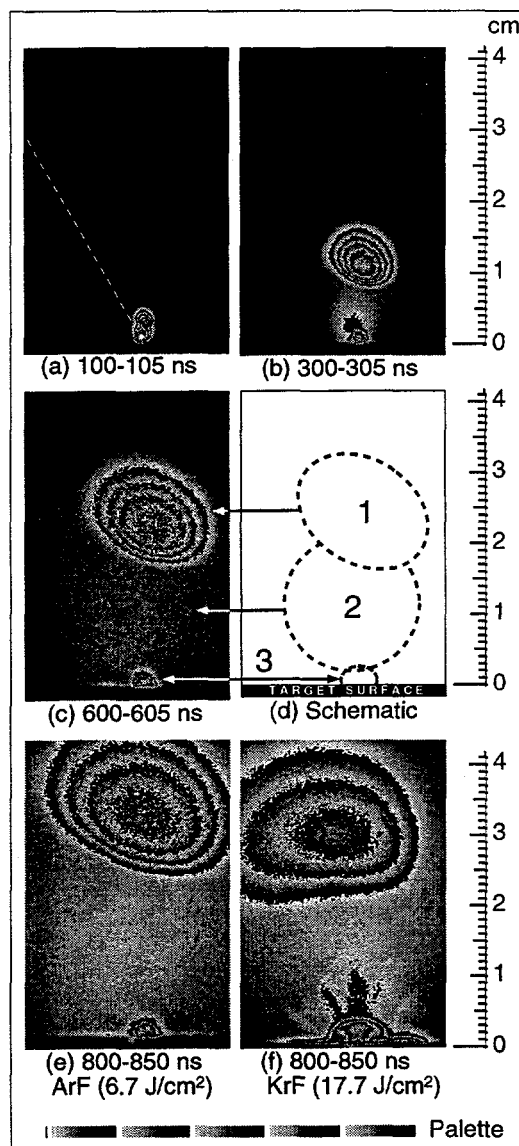 cm
4
3
2
1
0
(a) 100-105 ns
(b) 300-305 ns
4
3
2
1
0
1
2
3
TARGET SURFACE
(c) 600-605 ns
(d) Schematic
4
3
2
1
0
(e) 800-850 ns
ArF (6.7 J/cm²)
(f) 800-850 ns
KrF (17.7 J/cm²)
Palette